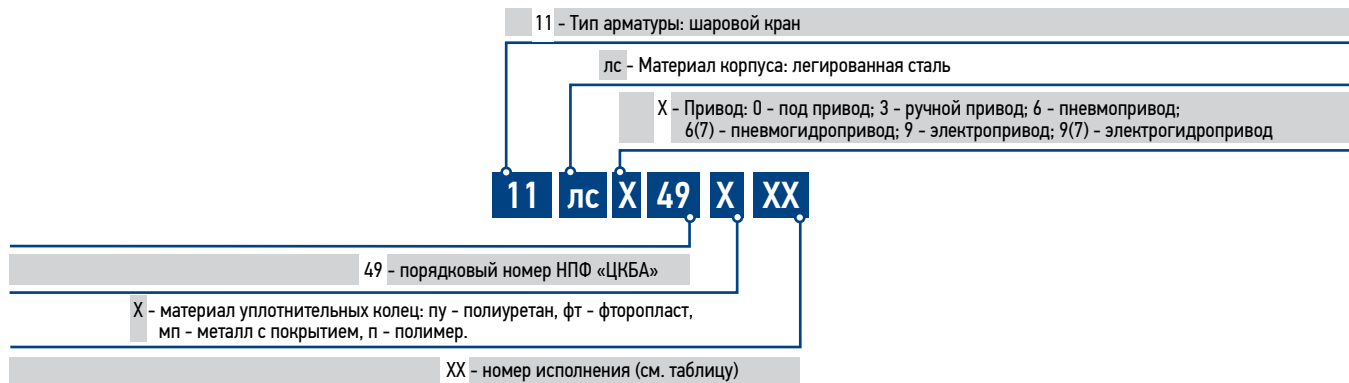 11 - Тип арматуры: шаровой кран
лс - Материал корпуса: легированная сталь
X - Привод: 0 - под привод; 3 - ручной привод; 6 - пневмопривод;
6(7) - пневмогидропривод; 9 - электропривод; 9(7) - электрогидропривод
11 лс X 49 X XX
49 - порядковый номер НПФ «ЦКБА»
X - материал уплотнительных колец: пу - полиуретан, фт - фторопласт,
мп - металл с покрытием, п - полимер.
XX - номер исполнения (см. таблицу)